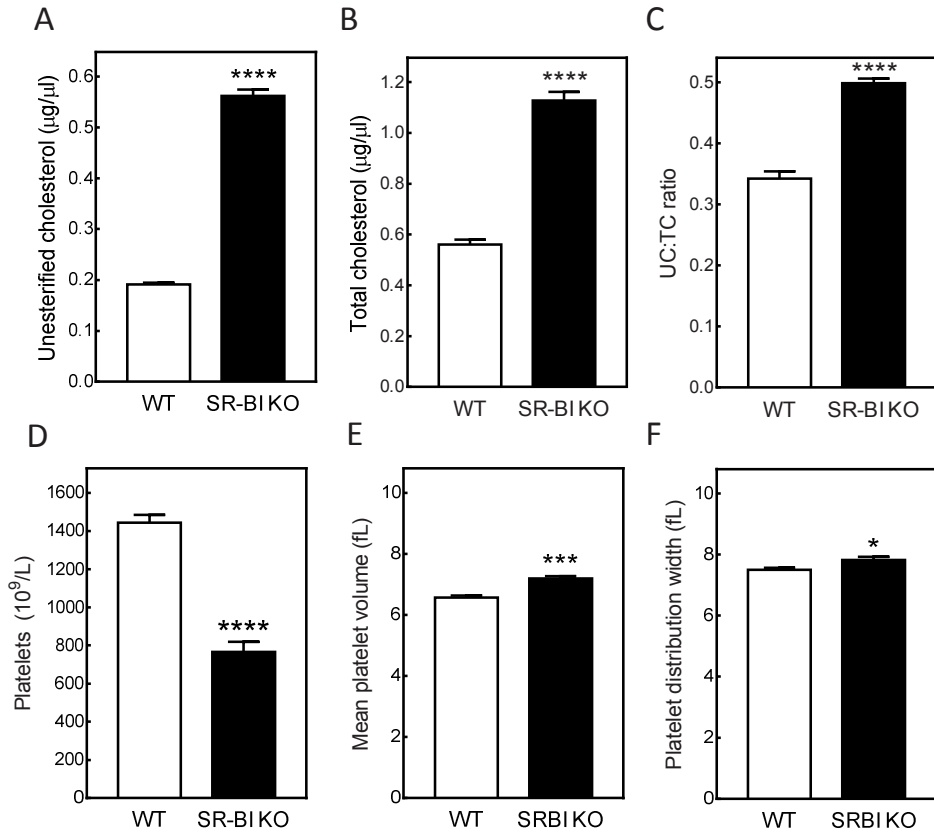 A
Unesterified cholesterol (µg/µl)
0.6
0.5
0.4
0.3
0.2
0.1
0.0
****
WT
SR-BI KO
B
Total cholesterol (µg/µl)
1.2
1.0
0.8
0.6
0.4
0.2
0.0
****
WT
SR-BI KO
C
UC:TC ratio
0.5
0.4
0.3
0.2
0.1
0.0
****
WT
SR-BI KO
D
Platelets (10⁹/L)
1600
1400
1200
1000
800
600
400
200
0
****
WT
SR-BI KO
E
Mean platelet volume (fL)
10
8
6
4
2
0
***
WT
SRBI KO
F
Platelet distribution width (fL)
10
8
6
4
2
0
*
WT
SRBI KO